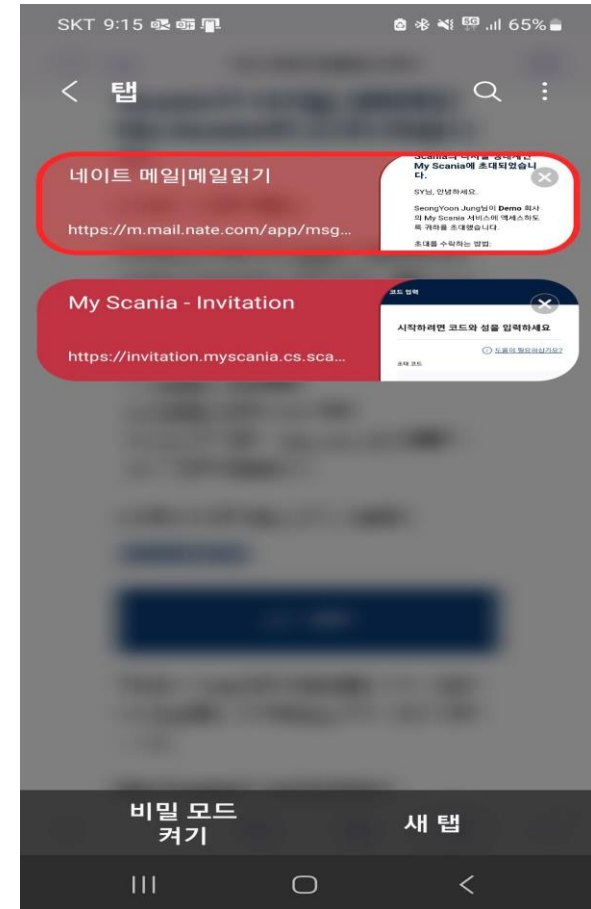 SKT 9:15
65%
탭
네이트 메일|메일읽기
https://m.mail.nate.com/app/msg...
My Scania에 초대되었습니
다.
SY님, 안녕하세요.
SeongYoon Jung님이 Demo 회사
의 My Scania 서비스에 액세스하도
록 귀하를 초대했습니다.
초대를 수락하는 방법:
My Scania - Invitation
https://invitation.myscania.cs.sca...
코드 입력
시작하려면 코드와 성을 입력하세요
도움이 필요하십니까?
초대 코드
비밀 모드
켜기
새 탭